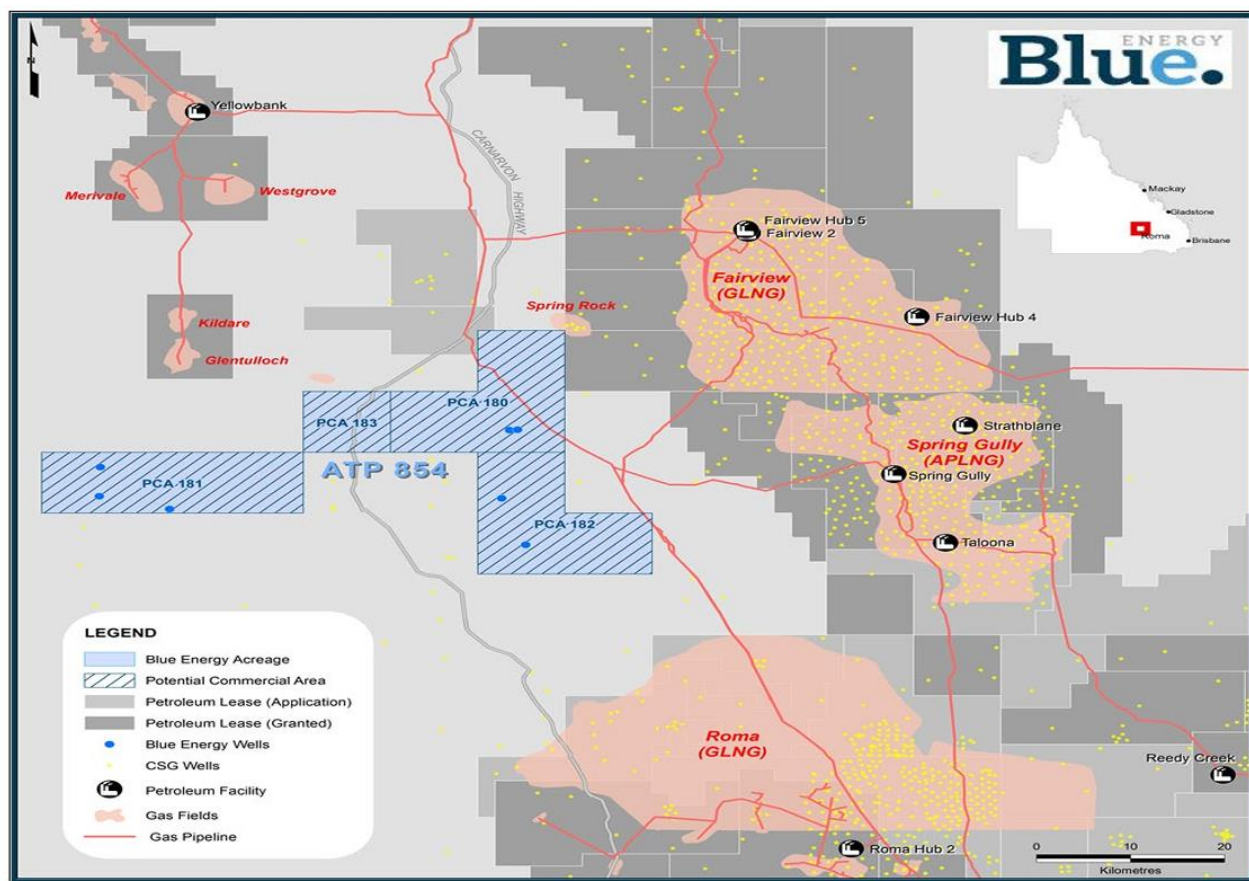 N
Blue ENERGY
Yellowbank
Merivale
Westgrove
CARNARVON HIGHWAY
Mackay
Gladstone
Roma
Brisbane
Fairview Hub 5
Fairview 2
Fairview
(GLNG)
Spring Rock
Fairview Hub 4
Kildare
Glentulloch
PCA 183
PCA 180
Strathblane
Spring Gully
(APLNG)
ATP 854
PCA 181
Spring Gully
PCA 182
Taloona
LEGEND
Blue Energy Acreage
Potential Commercial Area
Petroleum Lease (Application)
Petroleum Lease (Granted)
Blue Energy Wells
CSG Wells
Petroleum Facility
Gas Fields
Gas Pipeline
Roma
(GLNG)
Reedy Creek
Roma Hub 2
0 10 20
Kilometres